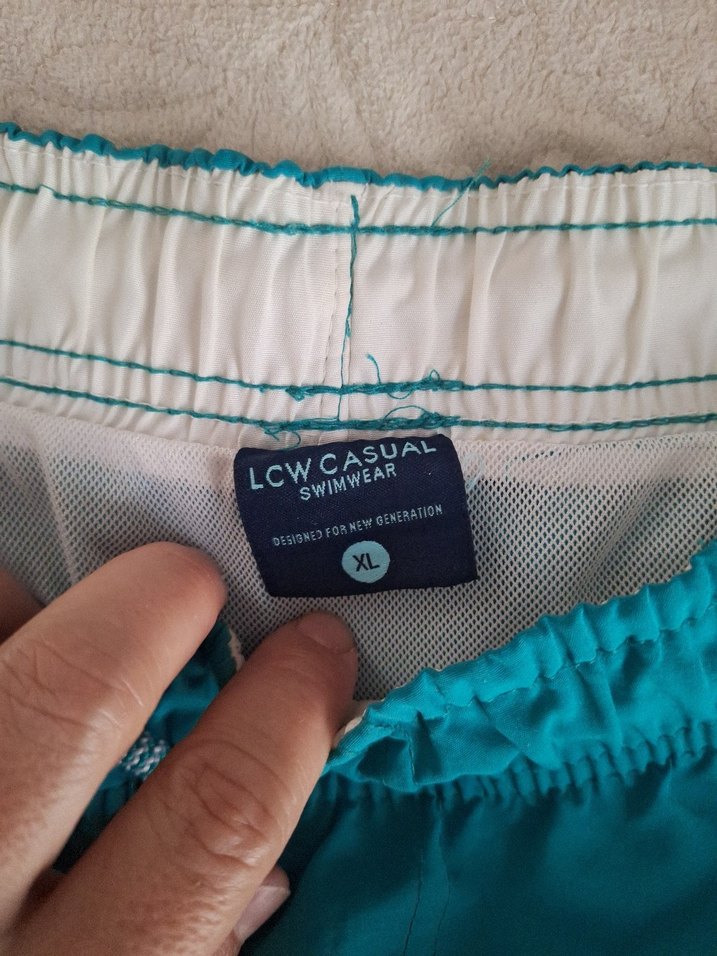 LCW CASUAL
SWIMWEAR
DESIGNED FOR NEW GENERATION
XL